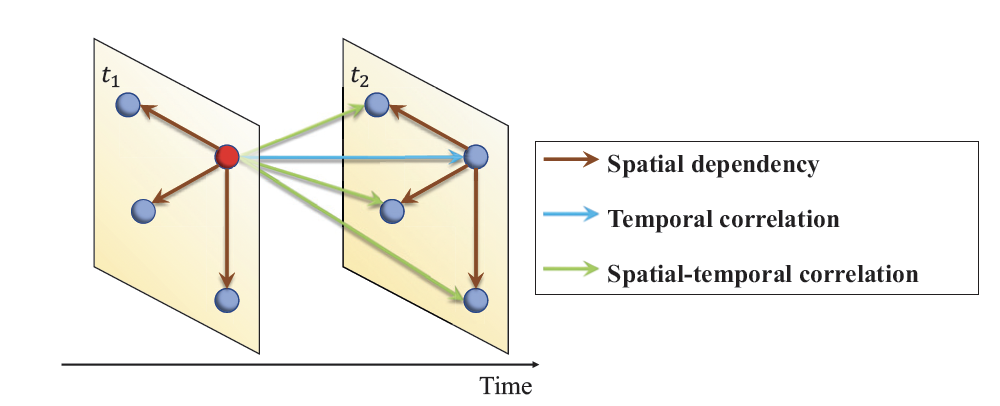 t₁
t₂
Spatial dependency
Temporal correlation
Spatial-temporal correlation
Time